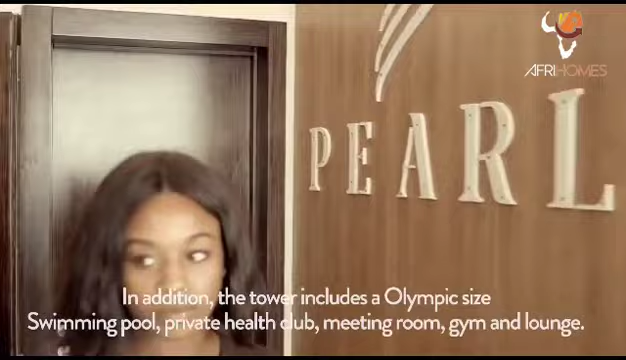 AFRIHOMES
PEARL
In addition, the tower includes a Olympic size
Swimming pool, private health club, meeting room, gym and lounge.